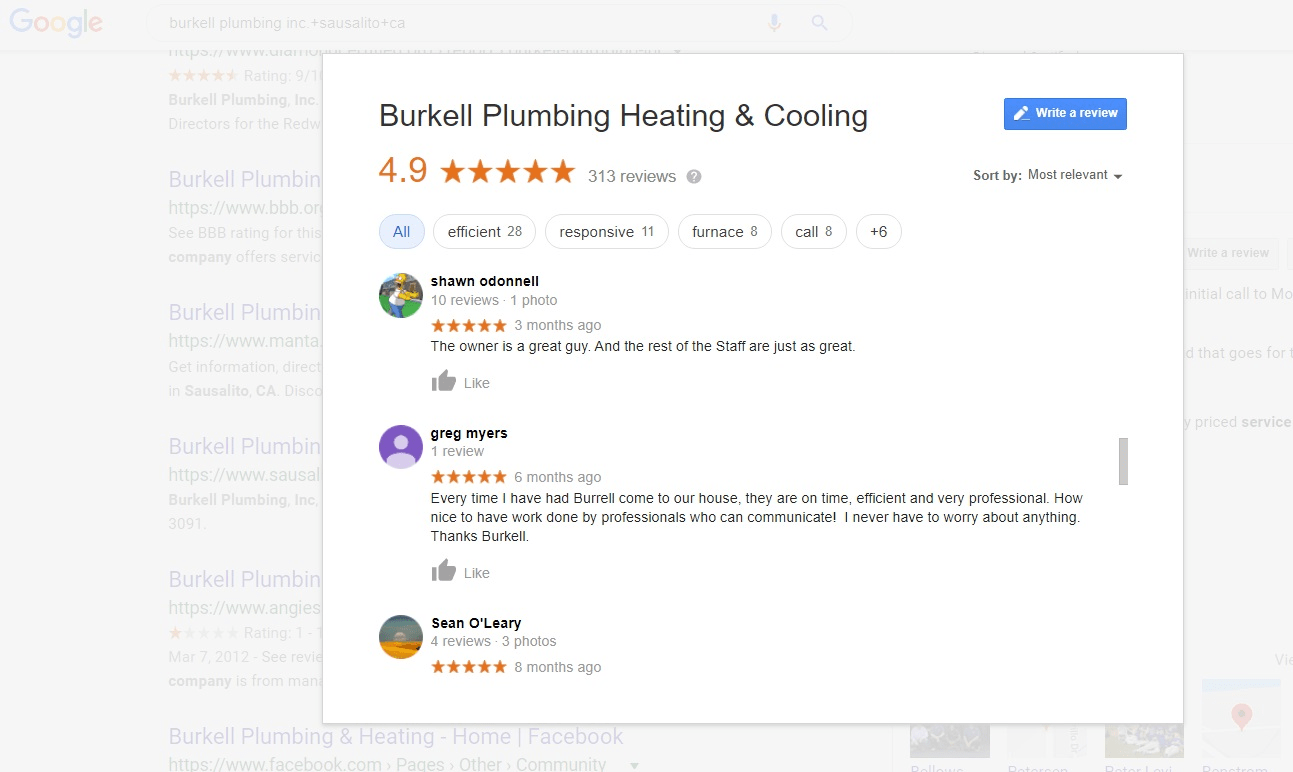 Google
burkell plumbing inc.+sausalito+ca
Rating: 9/10
Burkell Plumbing, Inc.
Directors for the Redw
Burkell Plumbin
https://www.bbb.org
See BBB rating for this
company offers servic
Burkell Plumbin
https://www.manta.
Get information, direct
in Sausalito, CA. Disco
Burkell Plumbin
https://www.sausal
Burkell Plumbing, Inc,
3091.
Burkell Plumbin
https://www.angies
Rating: 1 - 1
Mar 7, 2012 - See revie
company is from mana
Burkell Plumbing & Heating - Home | Facebook
https://www.facebook.com › Pages › Other › Community
Burkell Plumbing Heating & Cooling
Write a review
4.9 313 reviews
Sort by: Most relevant
All efficient 28 responsive 11 furnace 8 call 8 +6
shawn odonnell
10 reviews · 1 photo
3 months ago
The owner is a great guy. And the rest of the Staff are just as great.
Like
greg myers
1 review
6 months ago
Every time I have had Burrell come to our house, they are on time, efficient and very professional. How
nice to have work done by professionals who can communicate! I never have to worry about anything.
Thanks Burkell.
Like
Sean O'Leary
4 reviews · 3 photos
8 months ago
Write a review
initial call to Mo
d that goes for t
y priced service
Vie